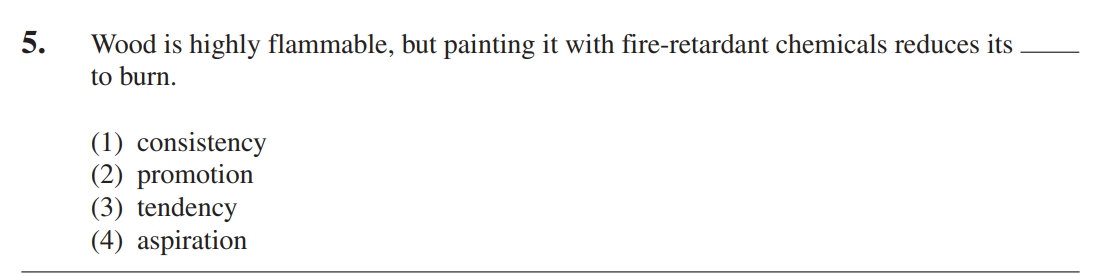 5. Wood is highly flammable, but painting it with fire-retardant chemicals reduces its _____
to burn.
(1) consistency
(2) promotion
(3) tendency
(4) aspiration